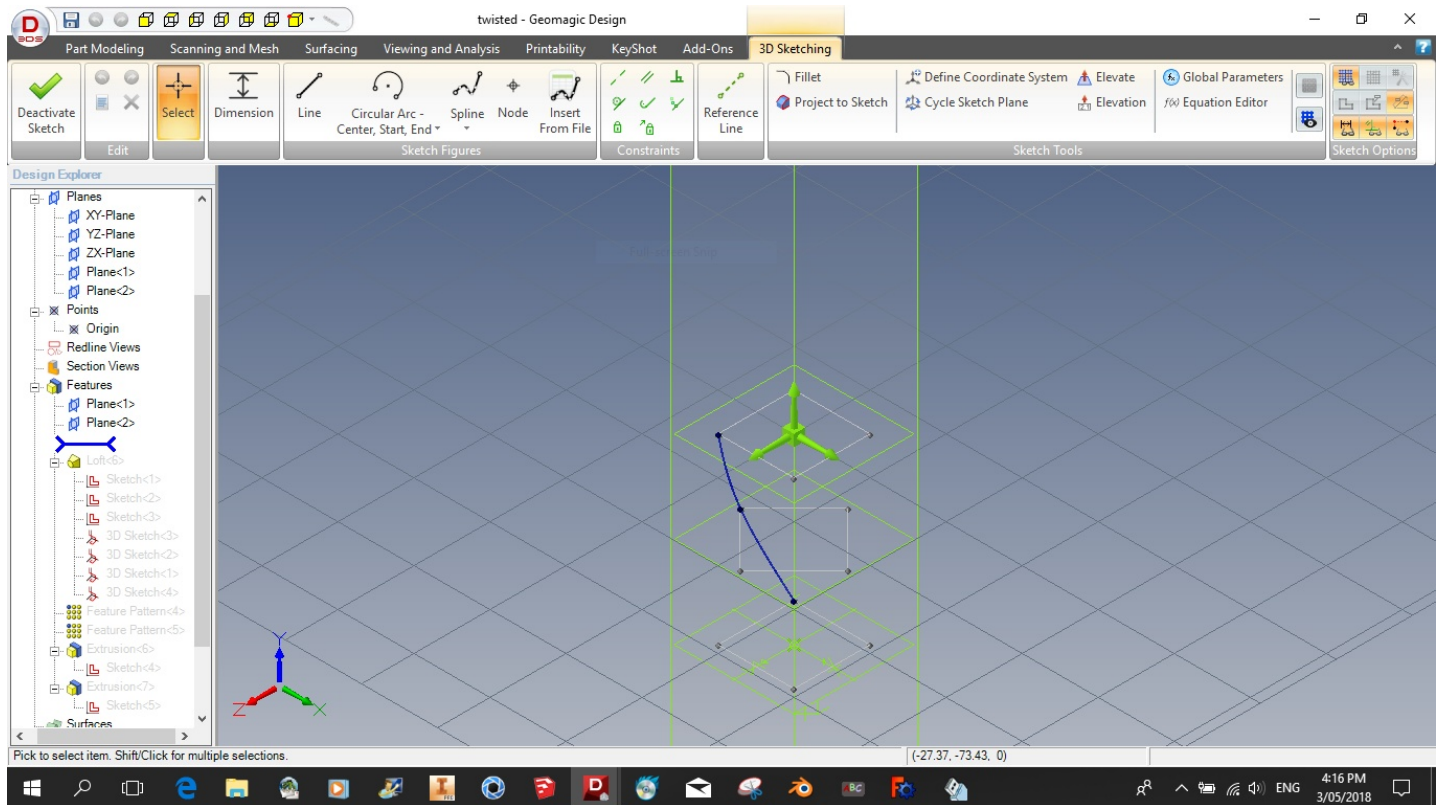 twisted - Geomagic Design
D
3DS
Part Modeling Scanning and Mesh Surfacing Viewing and Analysis Printability KeyShot Add-Ons 3D Sketching
Deactivate Sketch
Edit
Select
Dimension
Line
Circular Arc - Center, Start, End
Spline
Node
Insert From File
Sketch Figures
Constraints
Reference Line
Fillet
Project to Sketch
Define Coordinate System
Cycle Sketch Plane
Elevate
Elevation
Global Parameters
f(x) Equation Editor
Sketch Tools
Sketch Options
Design Explorer
Planes
XY-Plane
YZ-Plane
ZX-Plane
Plane<1>
Plane<2>
Points
Origin
Redline Views
Section Views
Features
Plane<1>
Plane<2>
Loft<6>
Sketch<1>
Sketch<2>
Sketch<3>
3D Sketch<3>
3D Sketch<2>
3D Sketch<1>
3D Sketch<4>
Feature Pattern<4>
Feature Pattern<5>
Extrusion<6>
Sketch<4>
Extrusion<7>
Sketch<5>
Surfaces
Y
Z
X
Pick to select item. Shift/Click for multiple selections.
(-27.37, -73.43, 0)
ENG
4:16 PM
3/05/2018